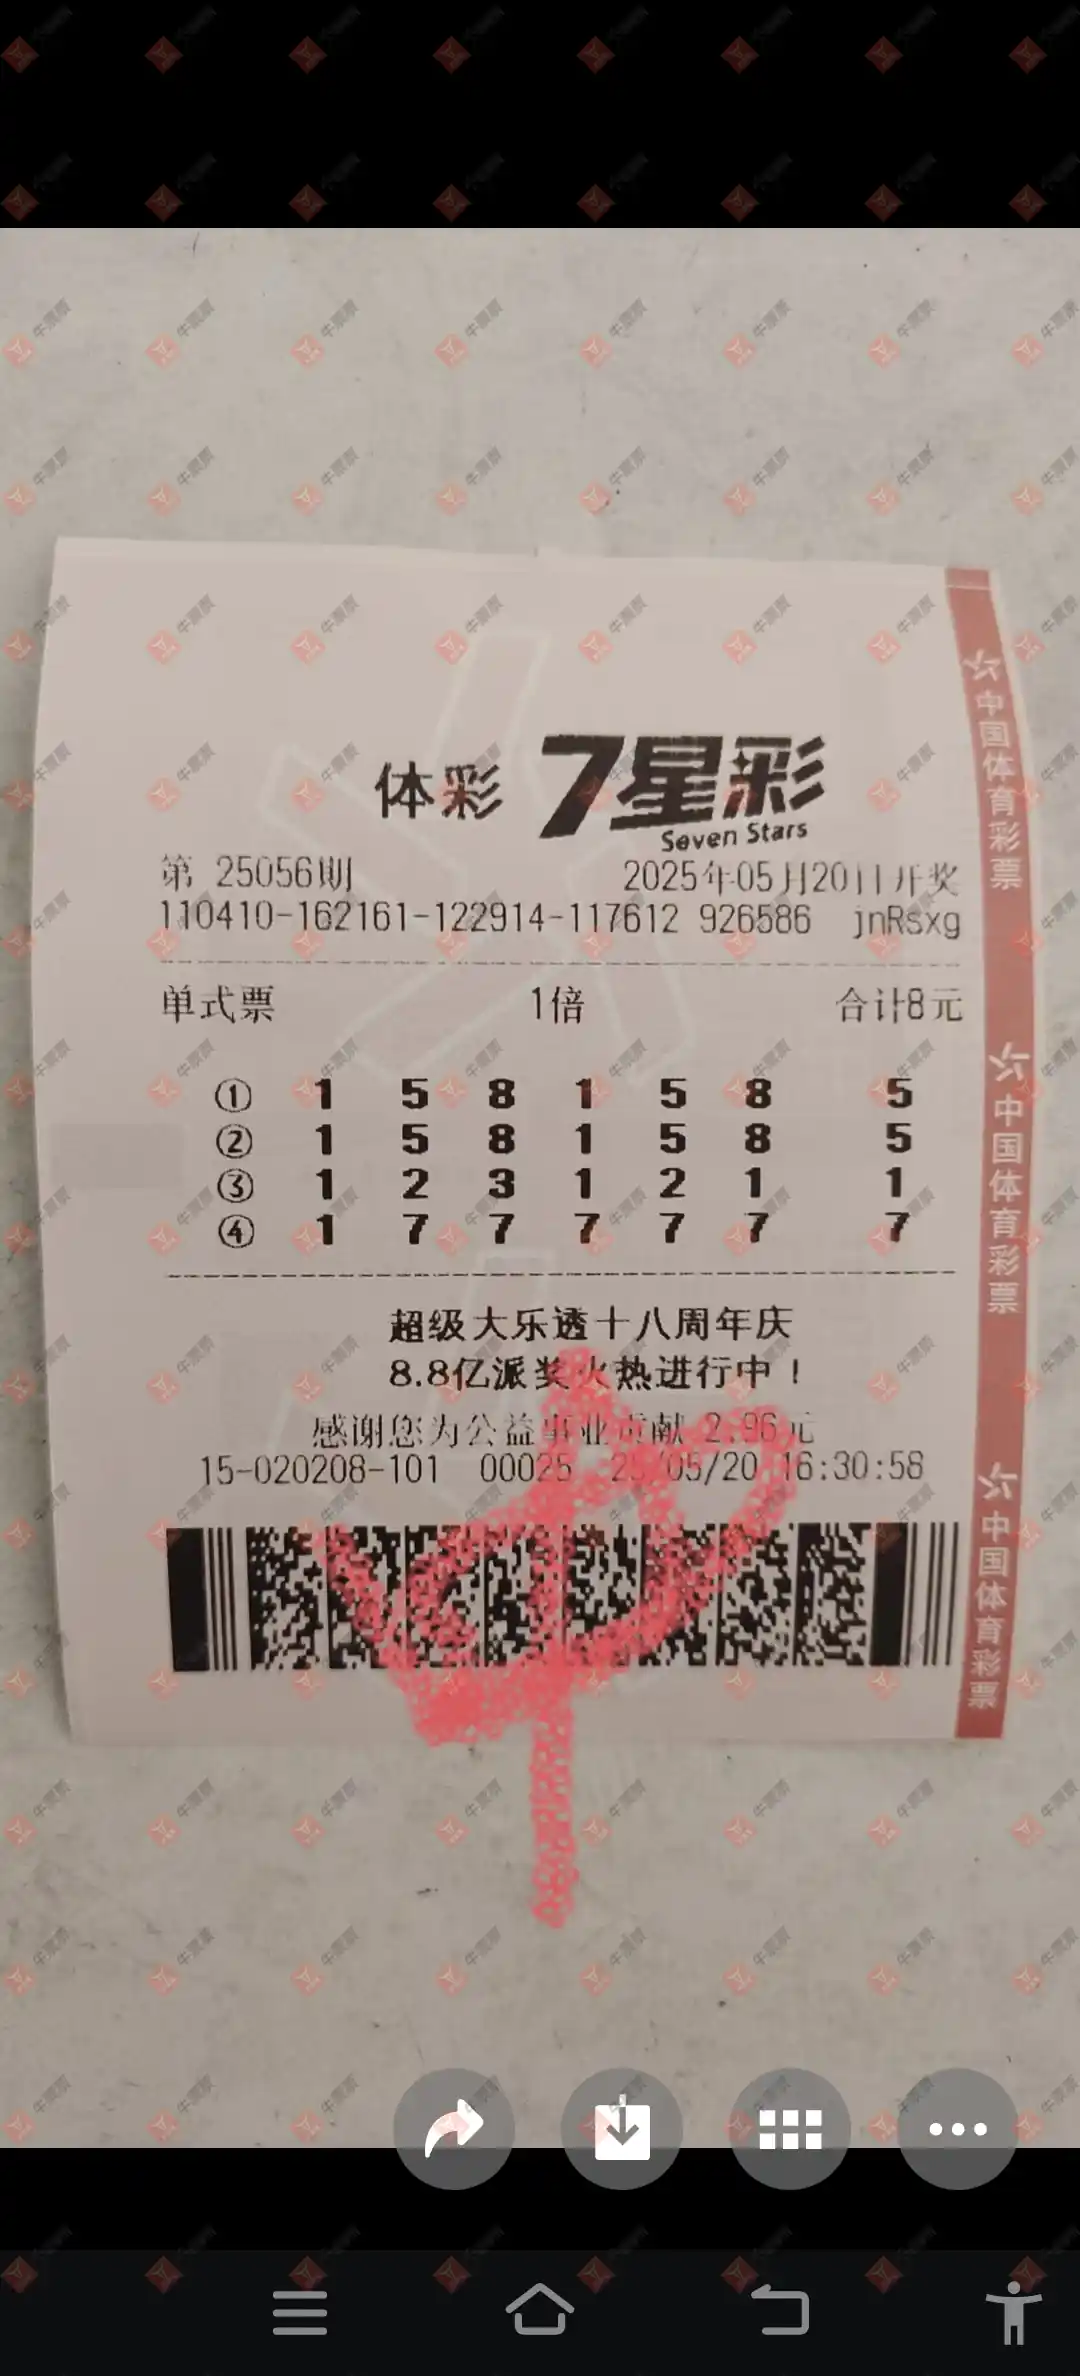 体彩 7星彩
Seven Stars
第 25056期 2025年05月20日开奖
110410-162161-122914-117612 926586 jnRsxg
单式票 1倍 合计8元
① 1 5 8 1 5 8 5
② 1 5 8 1 5 8 5
③ 1 2 3 1 2 1 1
④ 1 7 7 7 7 7 7
超级大乐透十八周年庆
8.8亿派奖火热进行中！
感谢您为公益事业贡献 2.96元
15-020208-101 00025 25/05/20 16:30:58
中国体育彩票
中国体育彩票
中国体育彩票